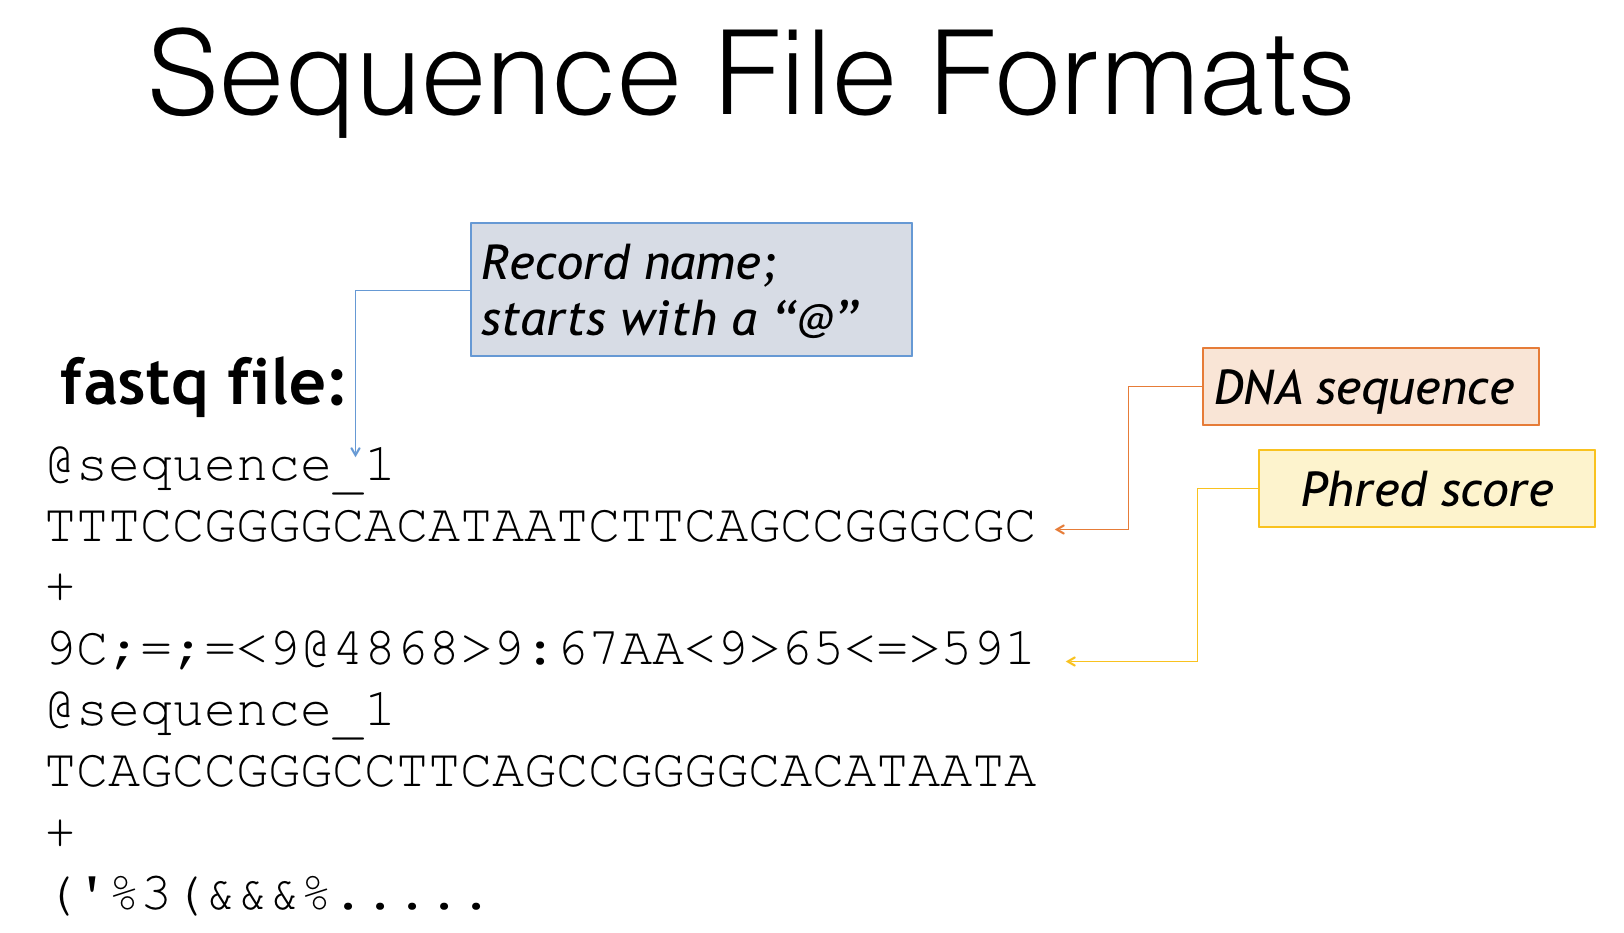 Sequence File Formats
Record name;
starts with a “@”
fastq file:
DNA sequence
Phred score
@sequence_1
TTTCCGGGGCACATAATCTTCAGCCGGGCGC
+
9C;=;=<9@4868>9:67AA<9>65<=>591
@sequence_1
TCAGCCGGGCCTTCAGCCGGGGCACATAATA
+
('%3(&&&%.....